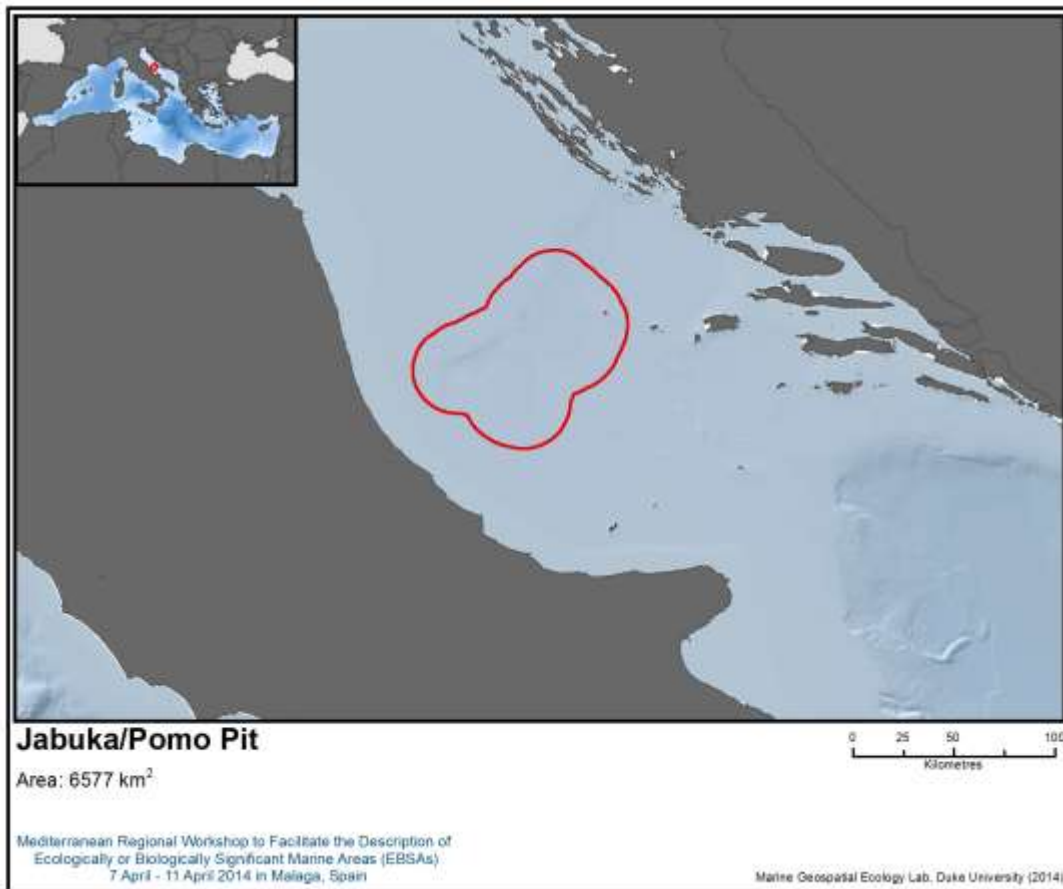 Jabuka/Pomo Pit
Area: 6577 km²
0 25 50 100
Kilometres
Mediterranean Regional Workshop to Facilitate the Description of
Ecologically or Biologically Significant Marine Areas (EBSAs)
7 April - 11 April 2014 in Malaga, Spain
Marine Geospatial Ecology Lab, Duke University (2014)